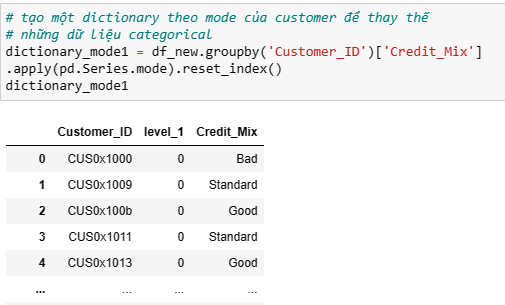 # tạo một dictionary theo mode của customer để thay thế
# những dữ liệu categorical
dictionary_mode1 = df_new.groupby('Customer_ID')['Credit_Mix']
.apply(pd.Series.mode).reset_index()
dictionary_mode1
Customer_ID level_1 Credit_Mix
0 CUS0x1000 0 Bad
1 CUS0x1009 0 Standard
2 CUS0x100b 0 Good
3 CUS0x1011 0 Standard
4 CUS0x1013 0 Good
... ... ... ...